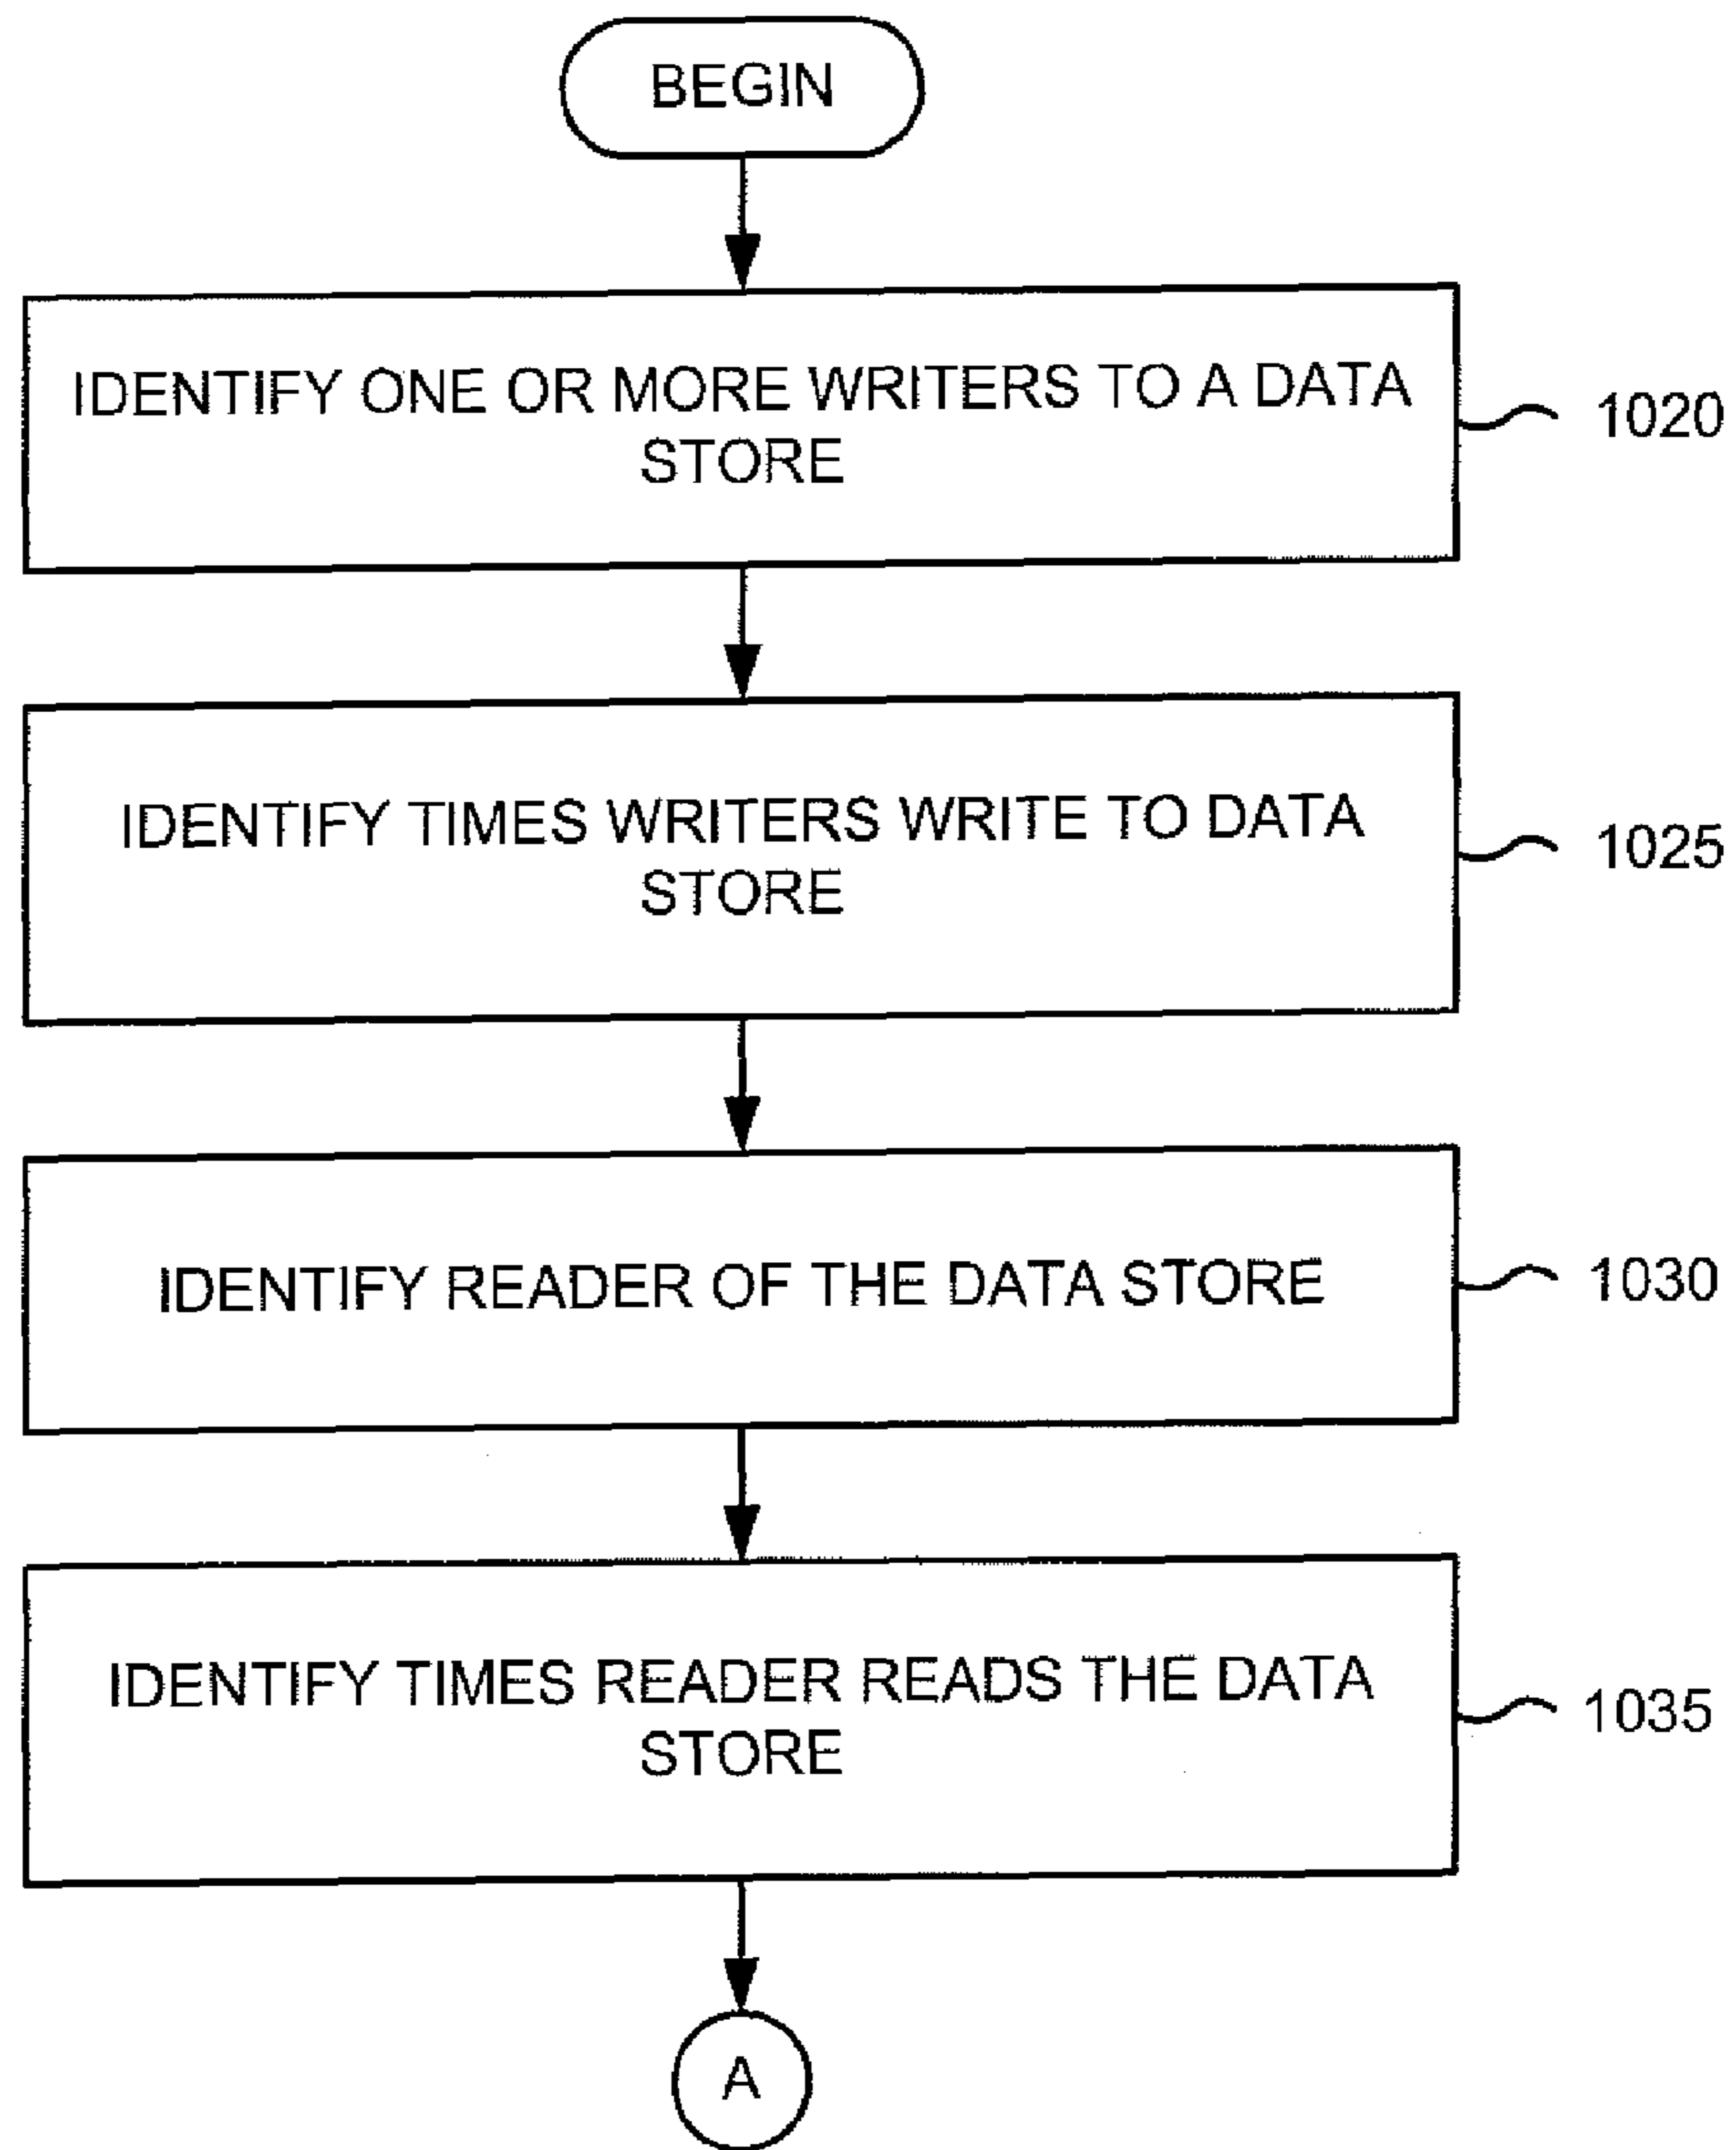 BEGIN
IDENTIFY ONE OR MORE WRITERS TO A DATA
STORE
1020
IDENTIFY TIMES WRITERS WRITE TO DATA
STORE
1025
IDENTIFY READER OF THE DATA STORE
1030
IDENTIFY TIMES READER READS THE DATA
STORE
1035
A